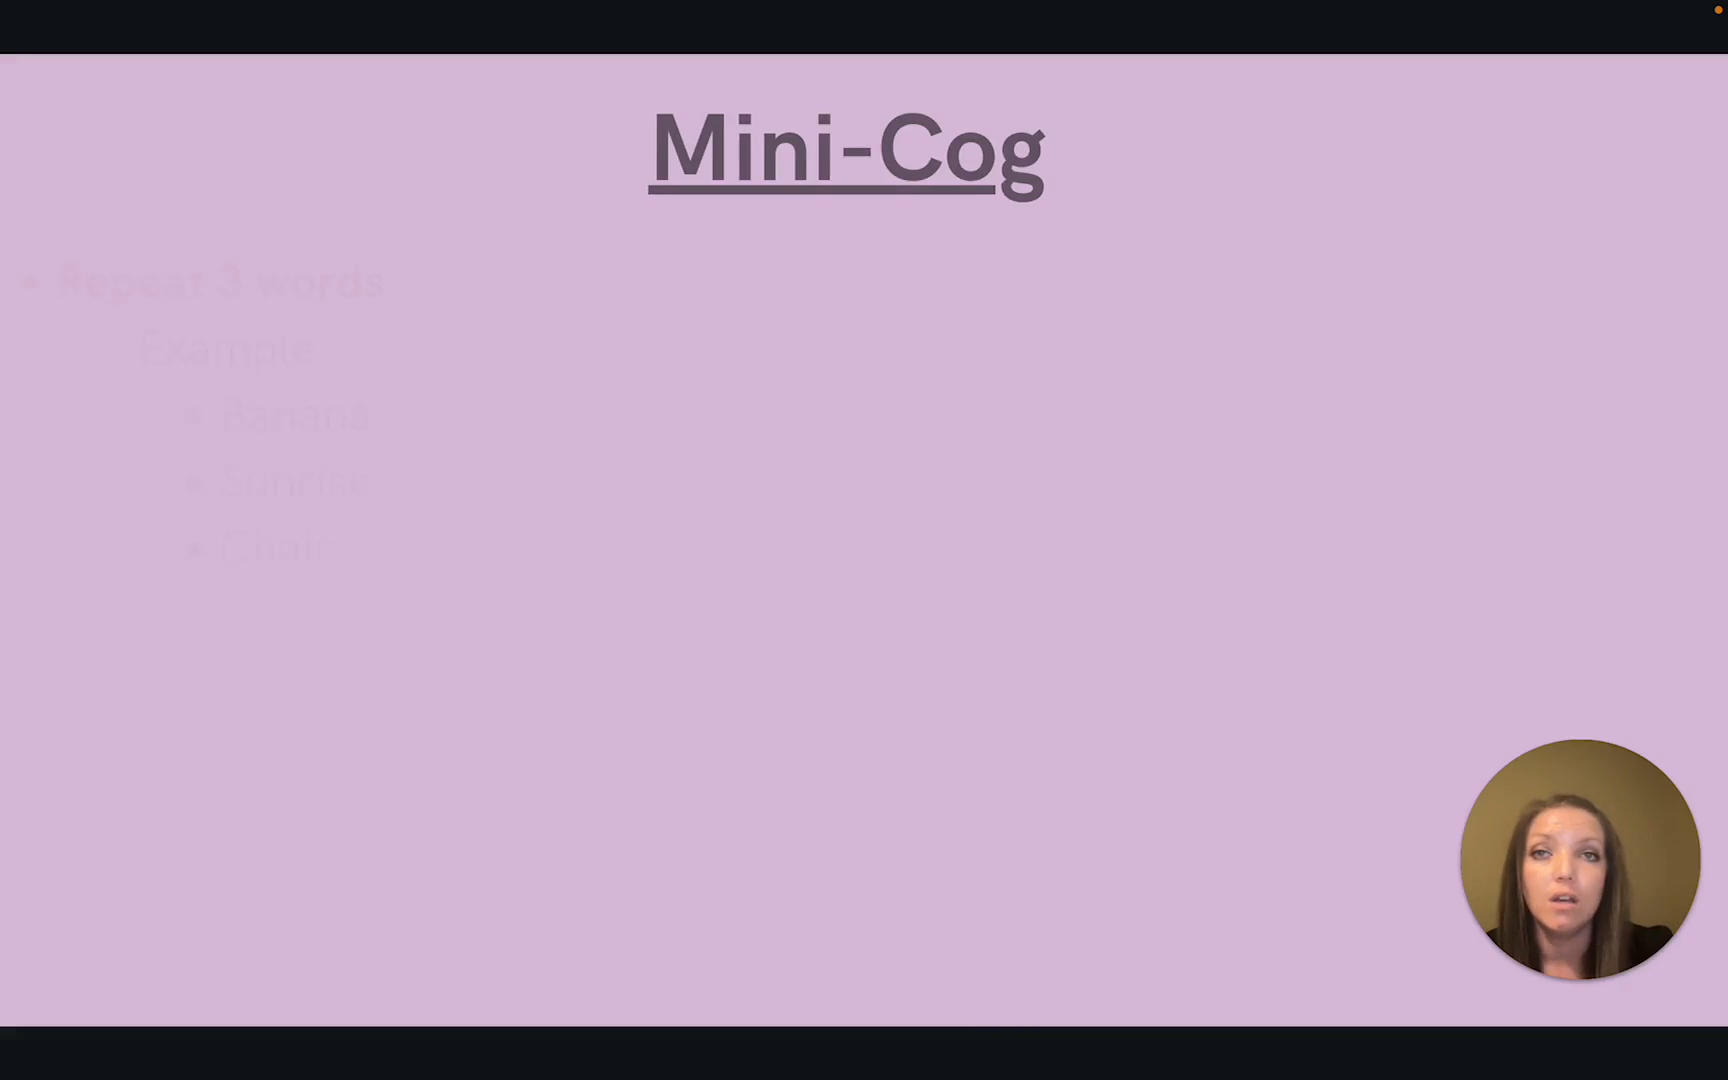 Mini-Cog
• Repeat 3 words
Example
• Banana
• Sunrise
• Chair